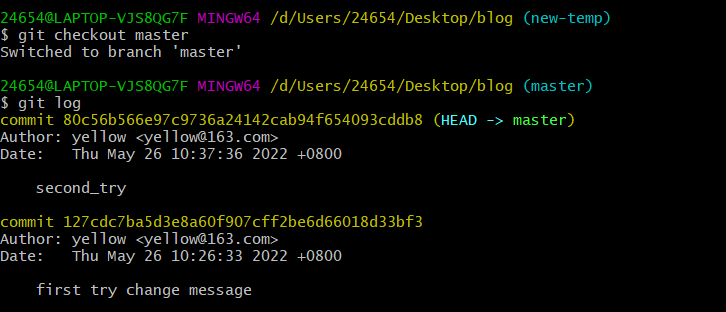 24654@LAPTOP-VJS8QG7F MINGW64 /d/Users/24654/Desktop/blog (new-temp)
$ git checkout master
Switched to branch 'master'
24654@LAPTOP-VJS8QG7F MINGW64 /d/Users/24654/Desktop/blog (master)
$ git log
commit 80c56b566e97c9736a24142cab94f654093cddb8 (HEAD -> master)
Author: yellow <yellow@163.com>
Date:   Thu May 26 10:37:36 2022 +0800
    second_try
commit 127cdc7ba5d3e8a60f907cff2be6d66018d33bf3
Author: yellow <yellow@163.com>
Date:   Thu May 26 10:26:33 2022 +0800
    first try change message